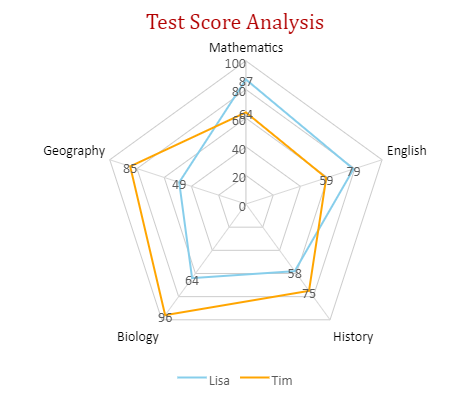 Test Score Analysis
Mathematics
100
87
80
64
60
Geography
English
40
85
79
59
49
20
0
58
64
75
96
Biology
History
Lisa Tim